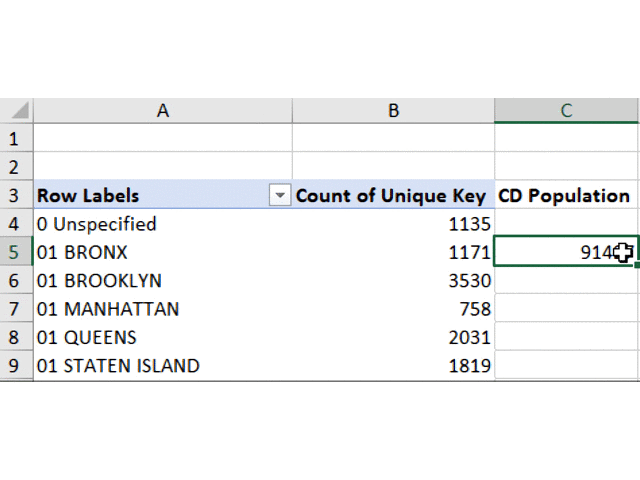 A B C
1
2
3 Row Labels Count of Unique Key CD Population
4 0 Unspecified 1135
5 01 BRONX 1171
6 01 BROOKLYN 3530
7 01 MANHATTAN 758
8 01 QUEENS 2031
9 01 STATEN ISLAND 1819